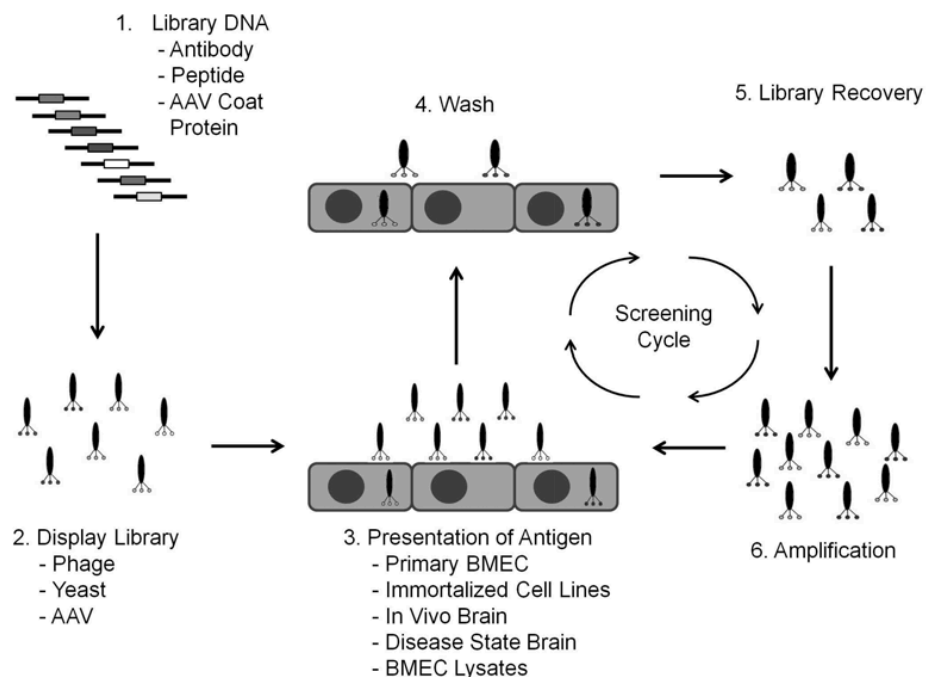 1. Library DNA
- Antibody
- Peptide
- AAV Coat
Protein
2. Display Library
- Phage
- Yeast
- AAV
3. Presentation of Antigen
- Primary BMEC
- Immortalized Cell Lines
- In Vivo Brain
- Disease State Brain
- BMEC Lysates
4. Wash
5. Library Recovery
6. Amplification
Screening
Cycle